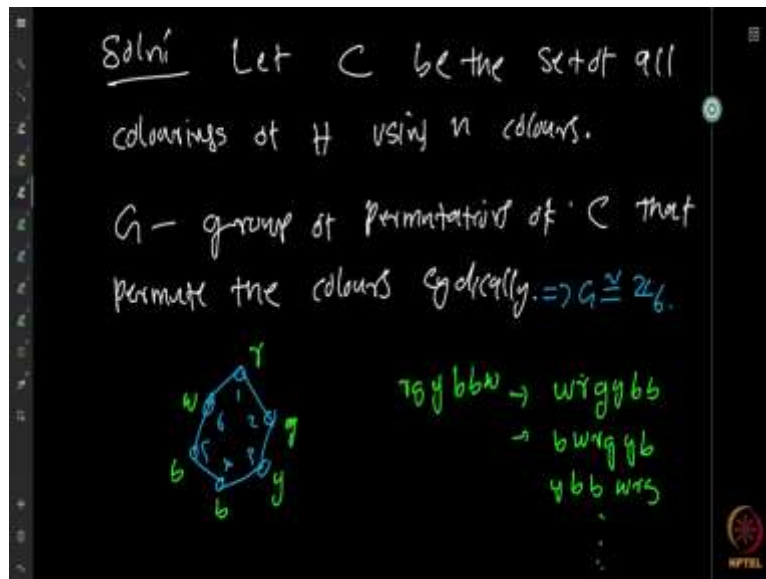 Soln: Let C be the set of all
colourings of H using n colours.
G - group of permutations of C that
permute the colours cyclically. => G ≅ ℤ6.
r
w 1 g
6 2
5 3
b 4 y
b
rgybbw → wrgybb
→ bwrgyb
ybbwrg
NPTEL